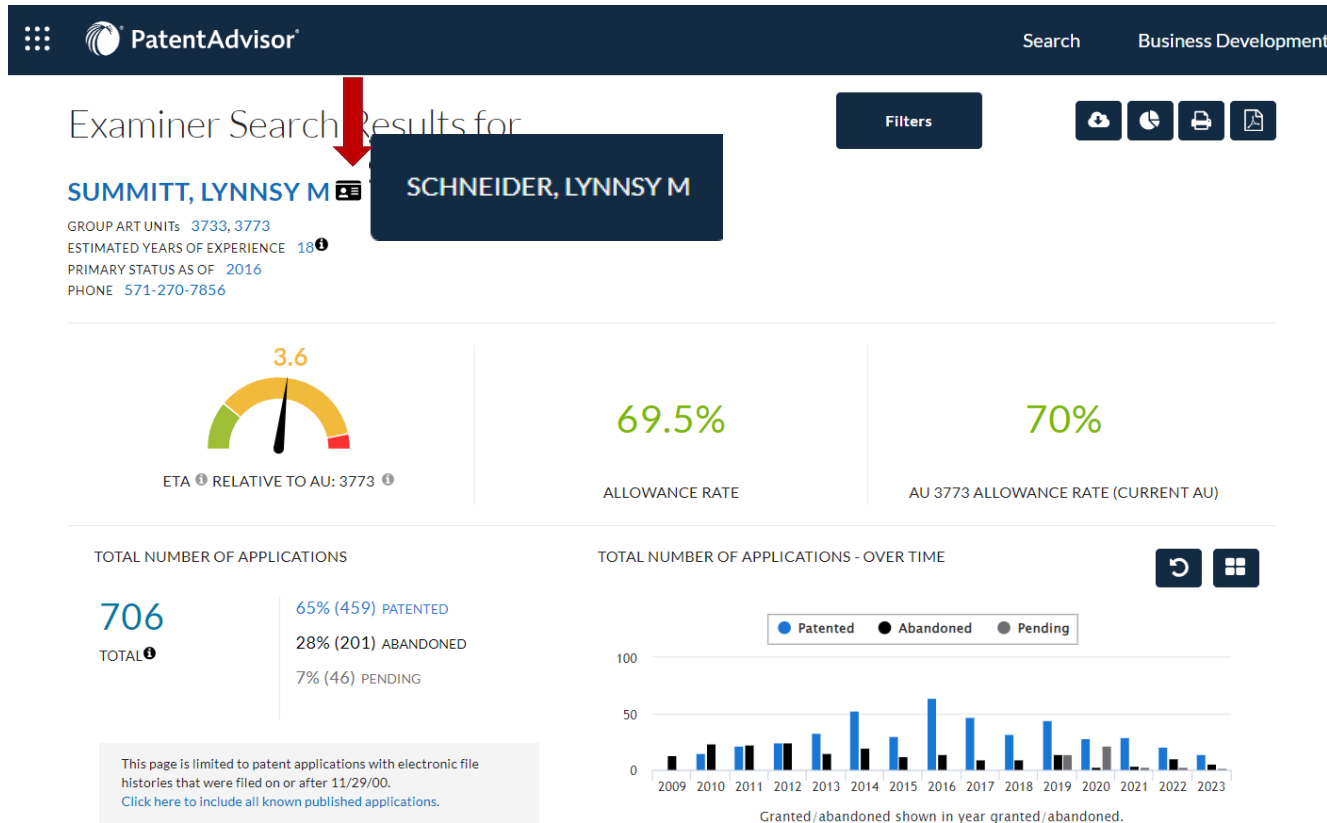 PatentAdvisor®
Search
Business Development
Examiner Search Results for
Filters
SUMMITT, LYNNSY M
SCHNEIDER, LYNNSY M
GROUP ART UNITs 3733, 3773
ESTIMATED YEARS OF EXPERIENCE 18
PRIMARY STATUS AS OF 2016
PHONE 571-270-7856
3.6
ETA RELATIVE TO AU: 3773
69.5%
ALLOWANCE RATE
70%
AU 3773 ALLOWANCE RATE (CURRENT AU)
TOTAL NUMBER OF APPLICATIONS
706
TOTAL
65% (459) PATENTED
28% (201) ABANDONED
7% (46) PENDING
This page is limited to patent applications with electronic file
histories that were filed on or after 11/29/00.
Click here to include all known published applications.
TOTAL NUMBER OF APPLICATIONS - OVER TIME
Patented Abandoned Pending
100
50
0
2009 2010 2011 2012 2013 2014 2015 2016 2017 2018 2019 2020 2021 2022 2023
Granted/abandoned shown in year granted/abandoned.